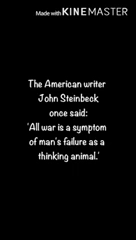 Made with KINEMASTER
The American writer
John Steinbeck
once said:
'All war is a symptom
of man's failure as a
thinking animal.'